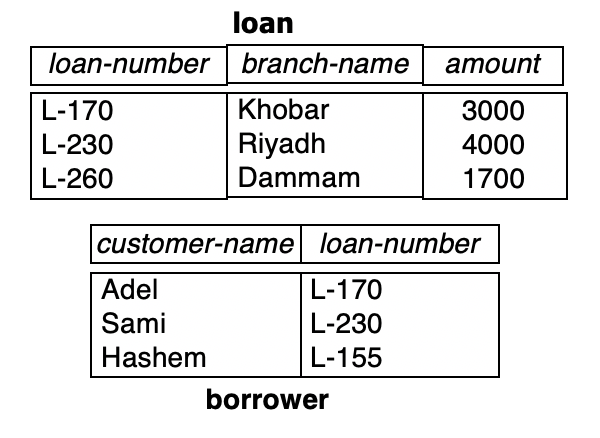 loan
loan-number branch-name amount
L-170 Khobar 3000
L-230 Riyadh 4000
L-260 Dammam 1700
customer-name loan-number
Adel L-170
Sami L-230
Hashem L-155
borrower